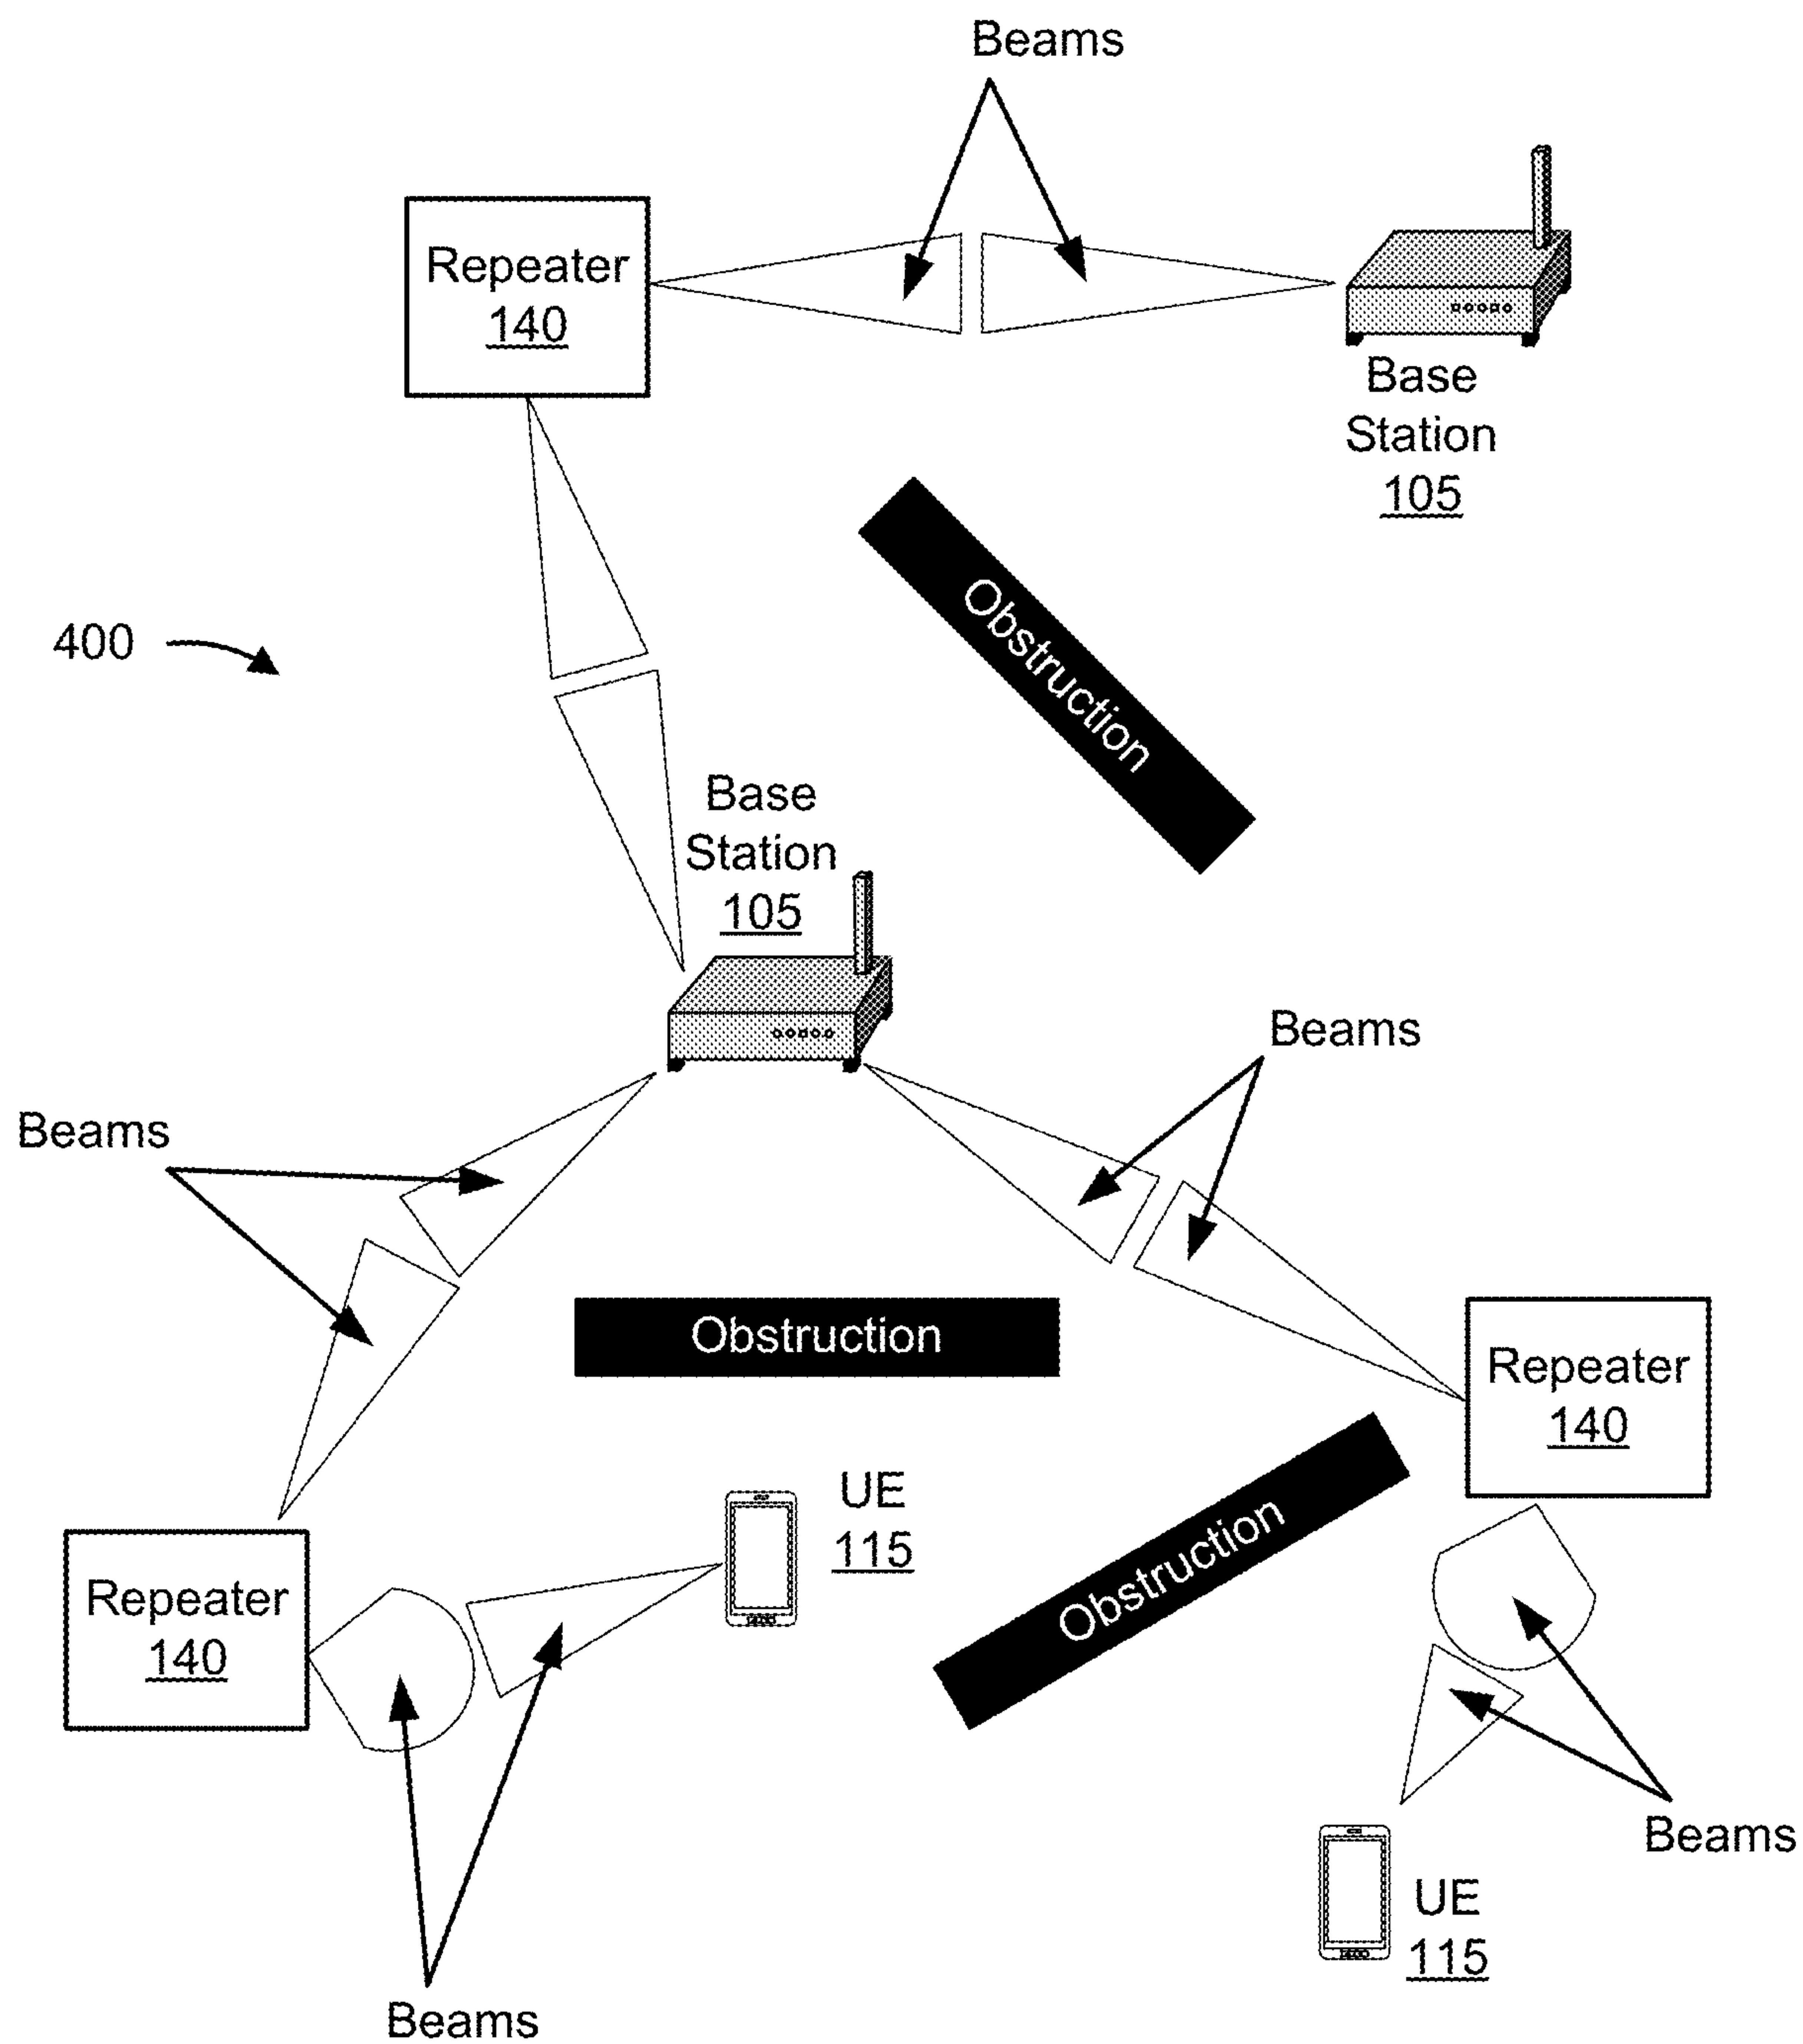 Beams
Repeater
140
Base
Station
105
Obstruction
400
Base
Station
105
Beams
Beams
Obstruction
Repeater
140
UE
115
Obstruction
Repeater
140
Beams
UE
115
Beams